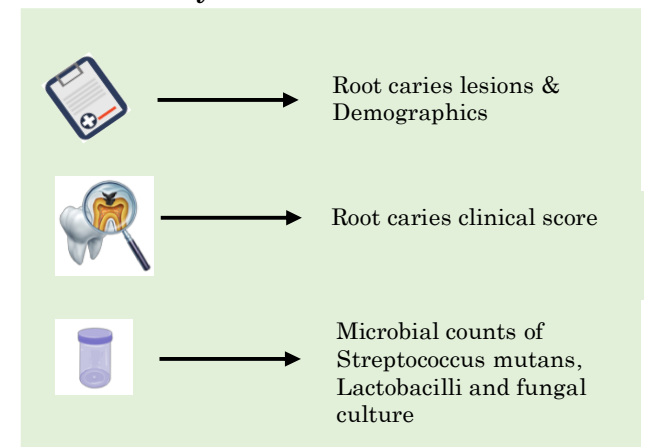 Root caries lesions &
Demographics
Root caries clinical score
Microbial counts of
Streptococcus mutans,
Lactobacilli and fungal
culture